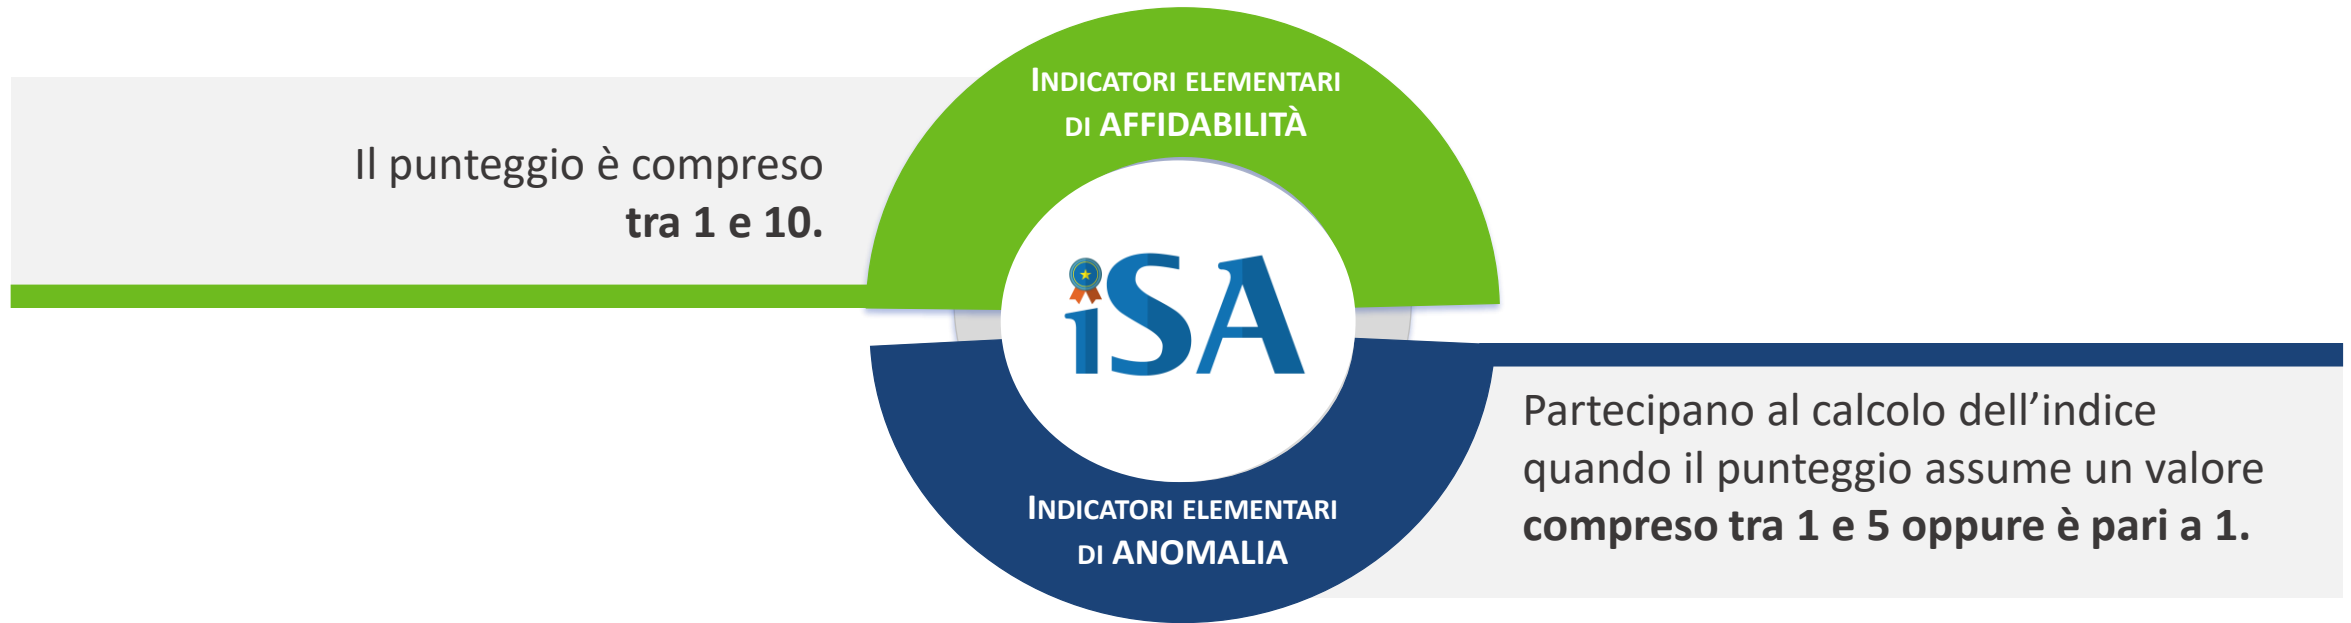 INDICATORI ELEMENTARI
DI AFFIDABILITÀ
Il punteggio è compreso
tra 1 e 10.
iSA
Partecipano al calcolo dell’indice
quando il punteggio assume un valore
compreso tra 1 e 5 oppure è pari a 1.
INDICATORI ELEMENTARI
DI ANOMALIA